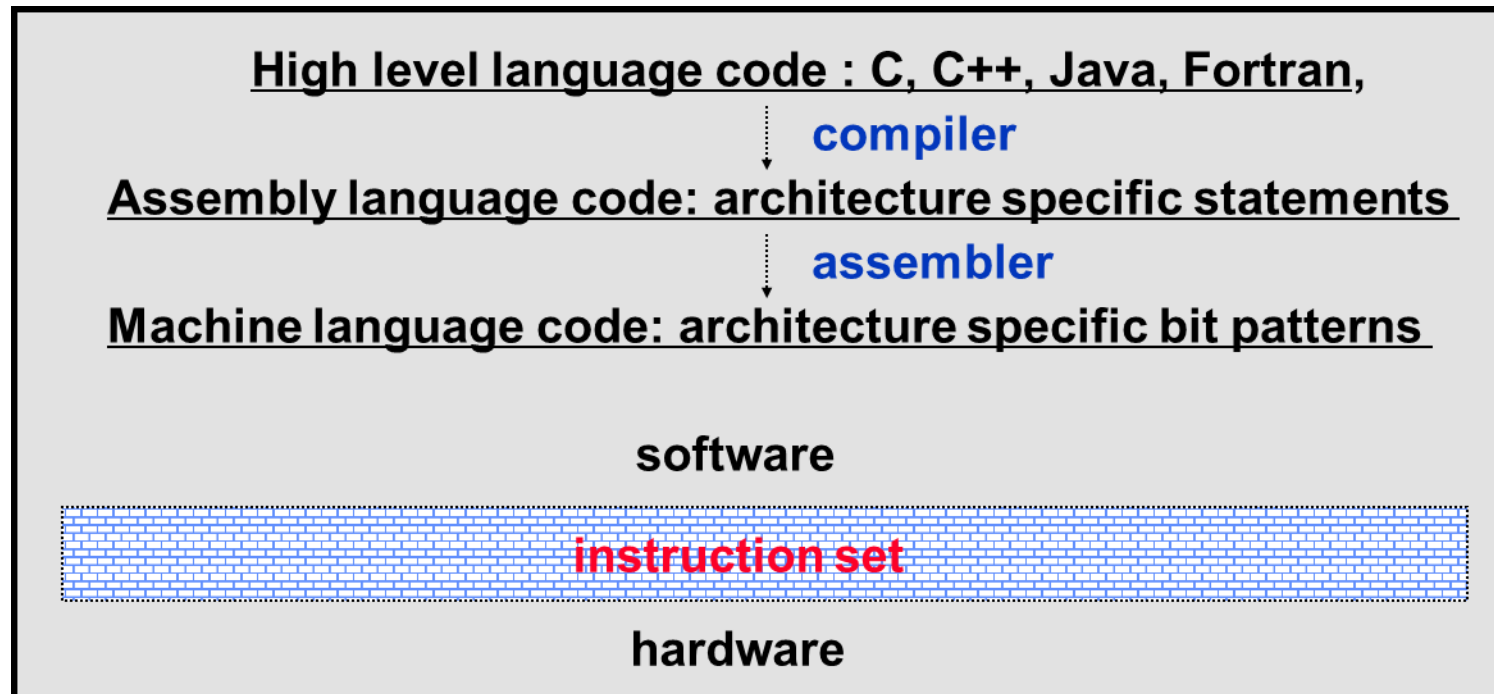 High level language code : C, C++, Java, Fortran,
compiler
Assembly language code: architecture specific statements
assembler
Machine language code: architecture specific bit patterns
software
instruction set
hardware